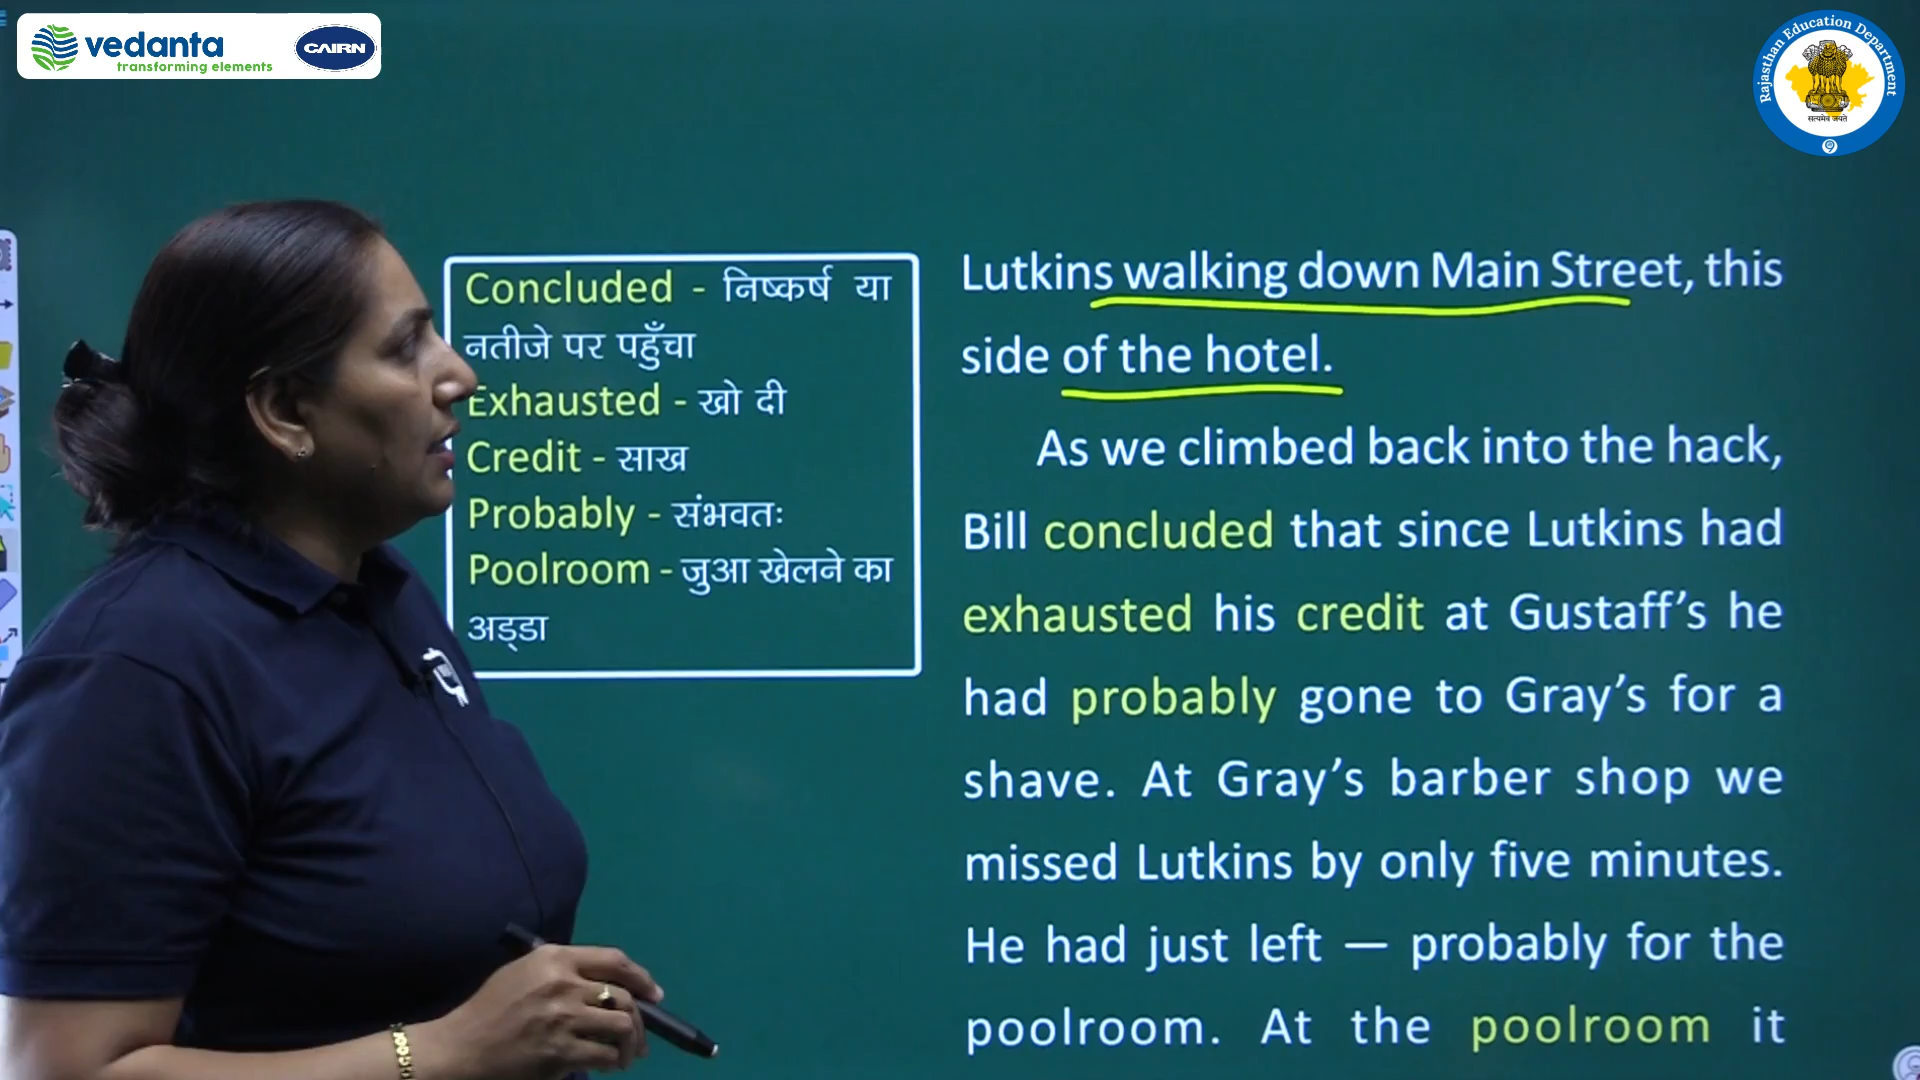 vedanta
transforming elements
CAIRN
Rajasthan Education Department
सत्यमेव जयते
Concluded - निष्कर्ष या
नतीजे पर पहुँचा
Exhausted - खो दी
Credit - साख
Probably - संभवतः
Poolroom - जुआ खेलने का
अड्डा
Lutkins walking down Main Street, this
side of the hotel.
As we climbed back into the hack,
Bill concluded that since Lutkins had
exhausted his credit at Gustaff’s he
had probably gone to Gray’s for a
shave. At Gray’s barber shop we
missed Lutkins by only five minutes.
He had just left — probably for the
poolroom. At the poolroom it